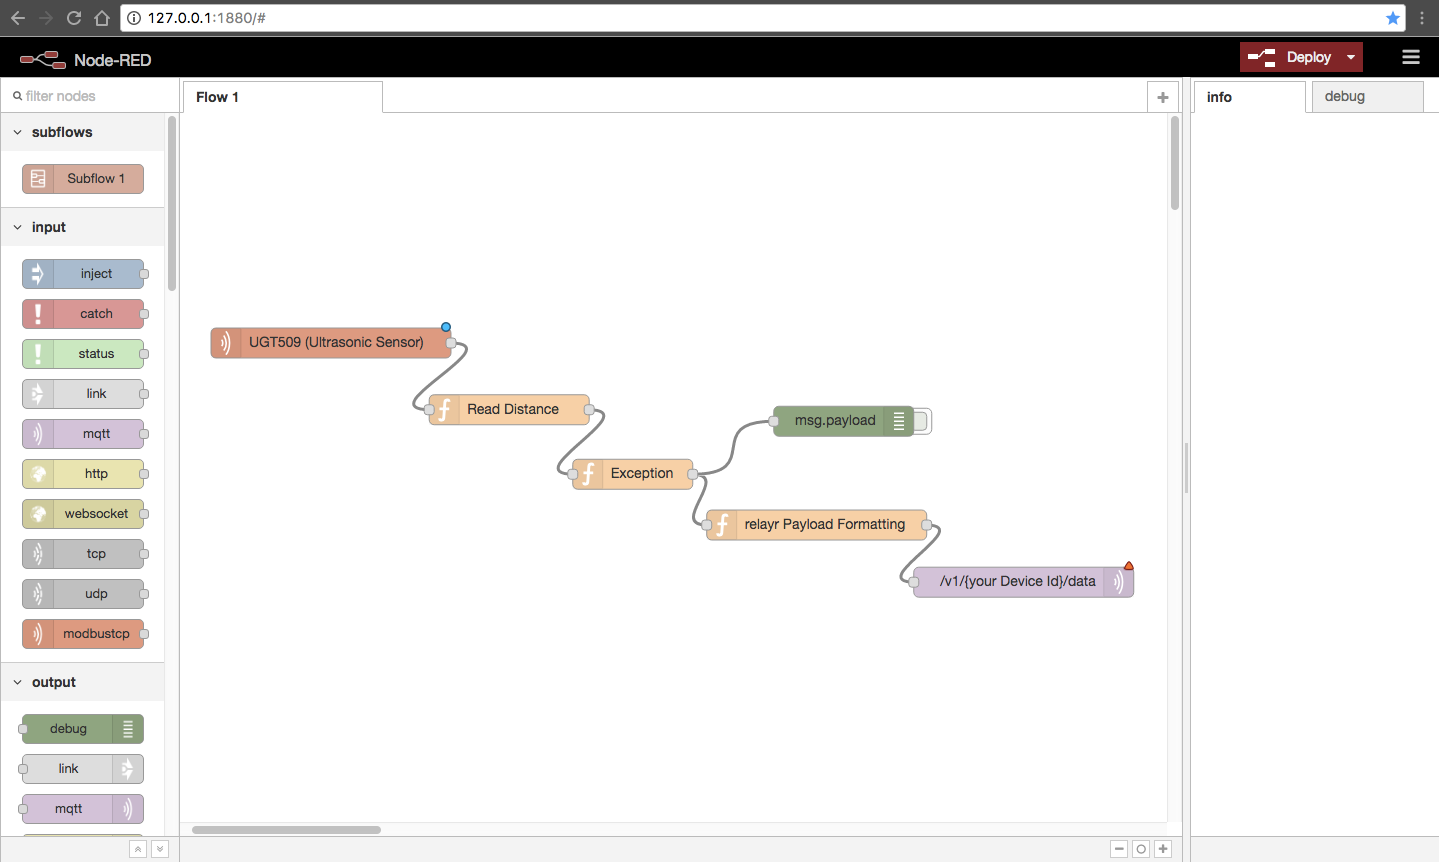 127.0.0.1:1880/#
Node-RED
Deploy
filter nodes
Flow 1
info
debug
subflows
Subflow 1
input
inject
catch
status
link
mqtt
http
websocket
tcp
udp
modbustcp
output
debug
link
mqtt
UGT509 (Ultrasonic Sensor)
Read Distance
msg.payload
Exception
relayr Payload Formatting
/v1/{your Device Id}/data